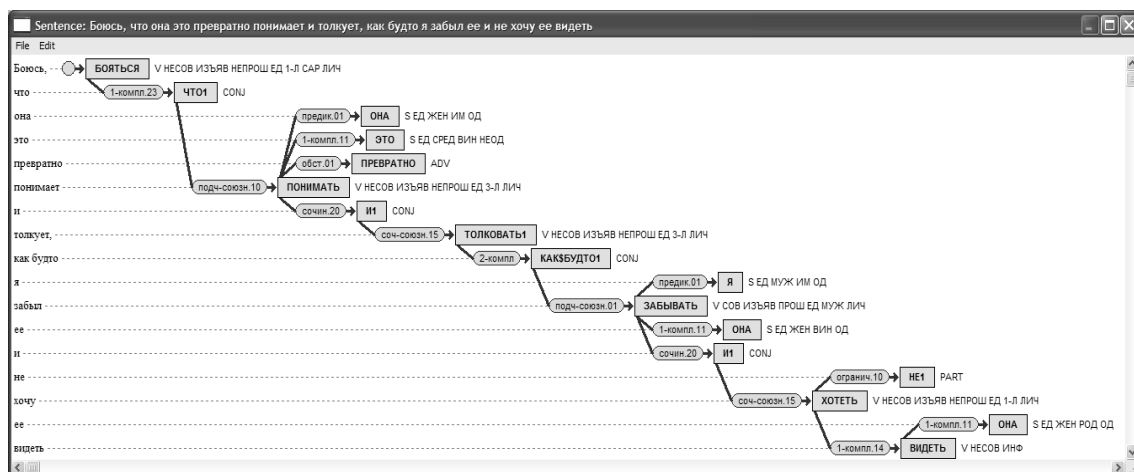 Sentence: Боюсь, что она это превратно понимает и толкует, как будто я забыл ее и не хочу ее видеть
File Edit
Боюсь, БОЯТЬСЯ V НЕСОВ ИЗЪЯВ НЕПРОШ ЕД 1-Л САР ЛИЧ
что 1-компл.23 ЧТО1 CONJ
она предик.01 ОНА S ЕД ЖЕН ИМ ОД
это 1-компл.11 ЭТО S ЕД СРЕД ВИН НЕОД
превратно обст.01 ПРЕВРАТНО ADV
понимает подч-союзн.10 ПОНИМАТЬ V НЕСОВ ИЗЪЯВ НЕПРОШ ЕД 3-Л ЛИЧ
и сочин.20 И1 CONJ
толкует, соч-союзн.15 ТОЛКОВАТЬ1 V НЕСОВ ИЗЪЯВ НЕПРОШ ЕД 3-Л ЛИЧ
как будто 2-компл КАК$БУДТО1 CONJ
я предик.01 Я S ЕД МУЖ ИМ ОД
забыл подч-союзн.01 ЗАБЫВАТЬ V СОВ ИЗЪЯВ ПРОШ ЕД МУЖ ЛИЧ
ее 1-компл.11 ОНА S ЕД ЖЕН ВИН ОД
и сочин.20 И1 CONJ
не огранич.10 НЕ1 PART
хочу соч-союзн.15 ХОТЕТЬ V НЕСОВ ИЗЪЯВ НЕПРОШ ЕД 1-Л ЛИЧ
ее 1-компл.11 ОНА S ЕД ЖЕН РОД ОД
видеть 1-компл.14 ВИДЕТЬ V НЕСОВ ИНФ